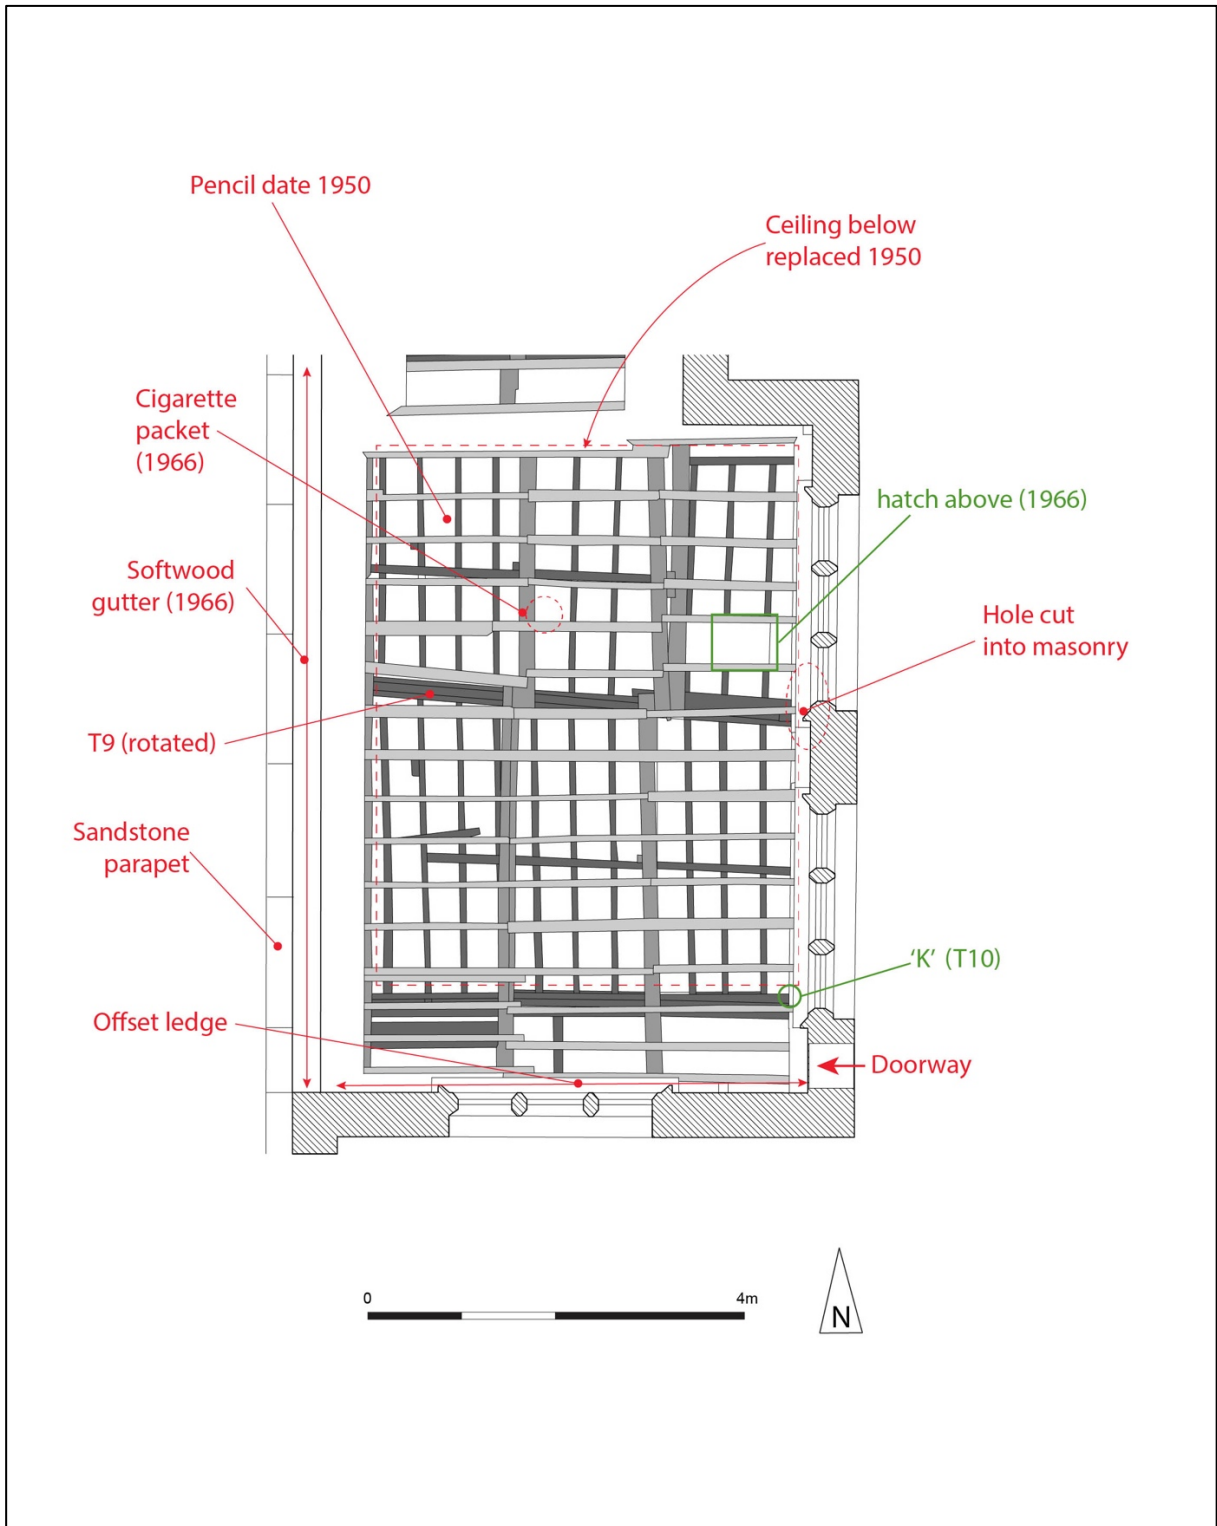 Pencil date 1950
Ceiling below
replaced 1950
Cigarette
packet
(1966)
hatch above (1966)
Softwood
gutter (1966)
Hole cut
into masonry
T9 (rotated)
Sandstone
parapet
‘K’ (T10)
Offset ledge
Doorway
0
4m
N